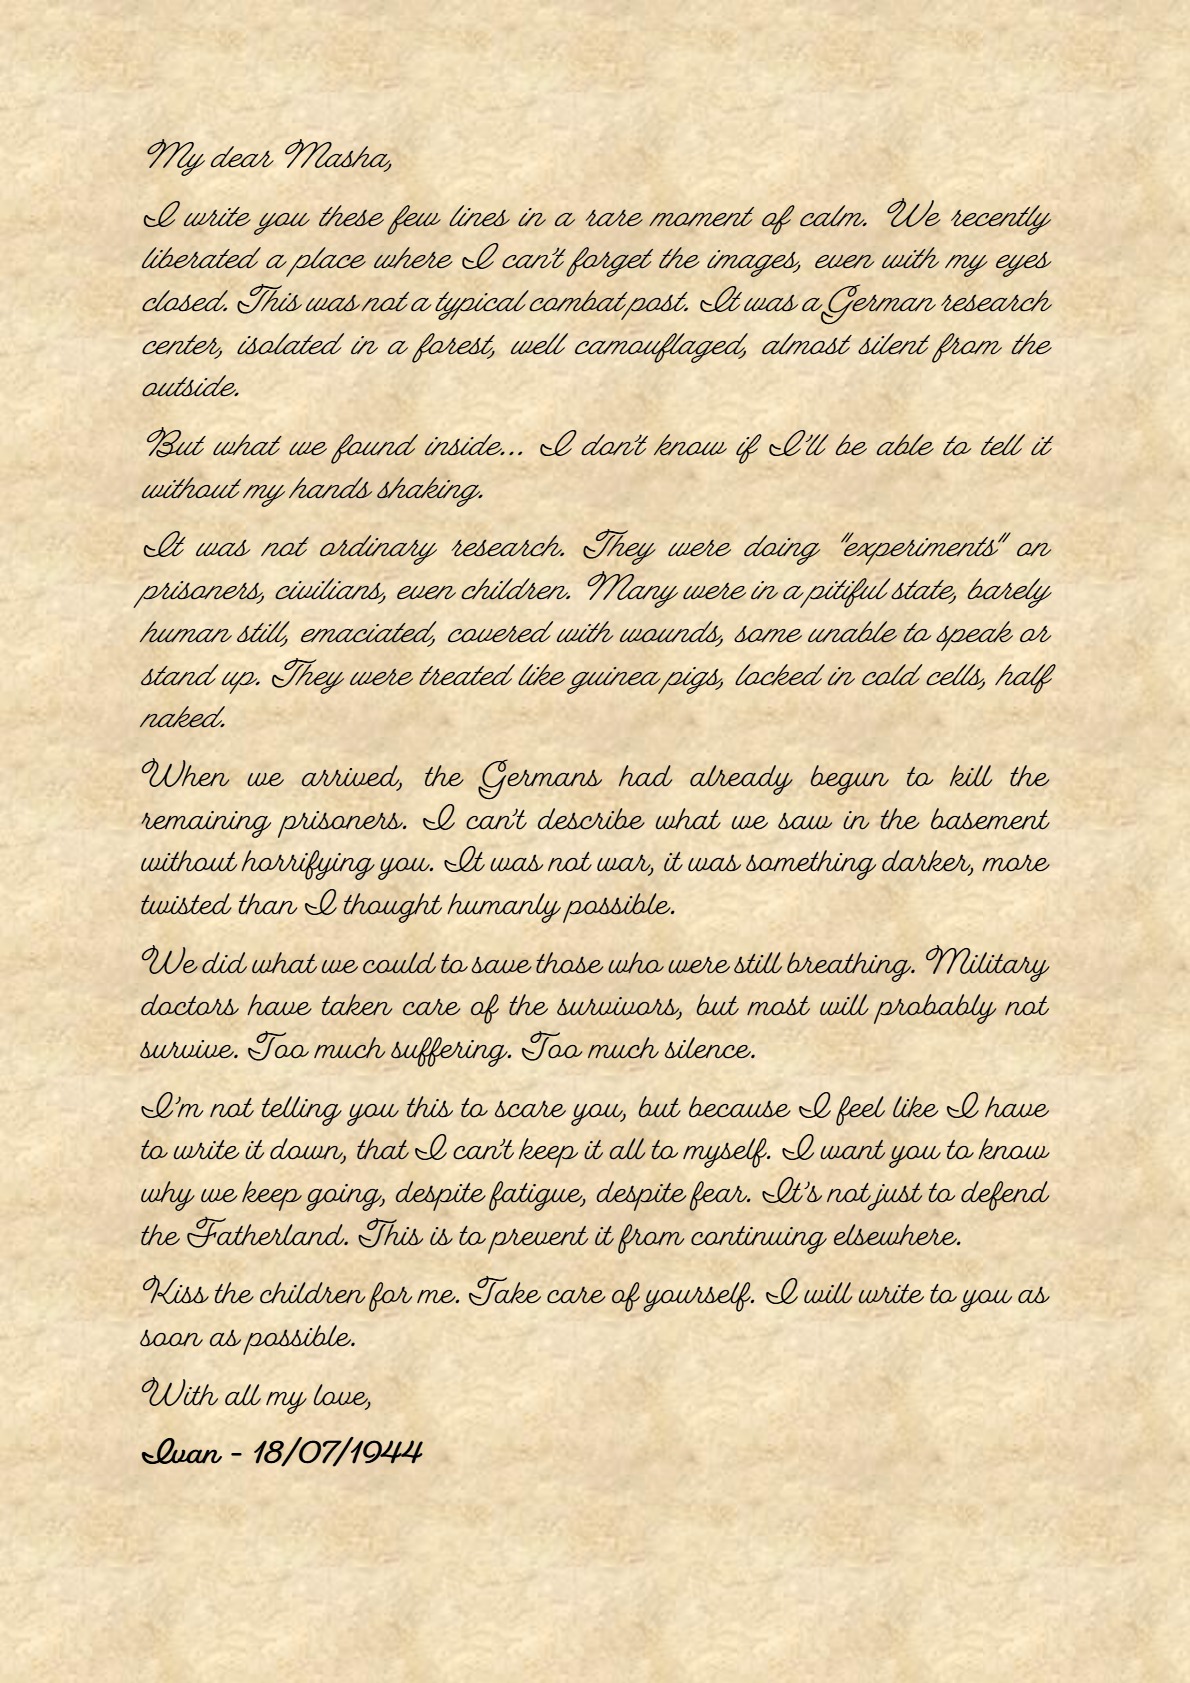 My dear Masha,
I write you these few lines in a rare moment of calm. We recently
liberated a place where I can't forget the images, even with my eyes
closed. This was not a typical combat post. It was a German research
center, isolated in a forest, well camouflaged, almost silent from the
outside.
But what we found inside... I don't know if I'll be able to tell it
without my hands shaking.
It was not ordinary research. They were doing "experiments" on
prisoners, civilians, even children. Many were in a pitiful state, barely
human still, emaciated, covered with wounds, some unable to speak or
stand up. They were treated like guinea pigs, locked in cold cells, half
naked.
When we arrived, the Germans had already begun to kill the
remaining prisoners. I can't describe what we saw in the basement
without horrifying you. It was not war, it was something darker, more
twisted than I thought humanly possible.
We did what we could to save those who were still breathing. Military
doctors have taken care of the survivors, but most will probably not
survive. Too much suffering. Too much silence.
I'm not telling you this to scare you, but because I feel like I have
to write it down, that I can't keep it all to myself. I want you to know
why we keep going, despite fatigue, despite fear. It's not just to defend
the Fatherland. This is to prevent it from continuing elsewhere.
Kiss the children for me. Take care of yourself. I will write to you as
soon as possible.
With all my love,
Ivan - 18/07/1944